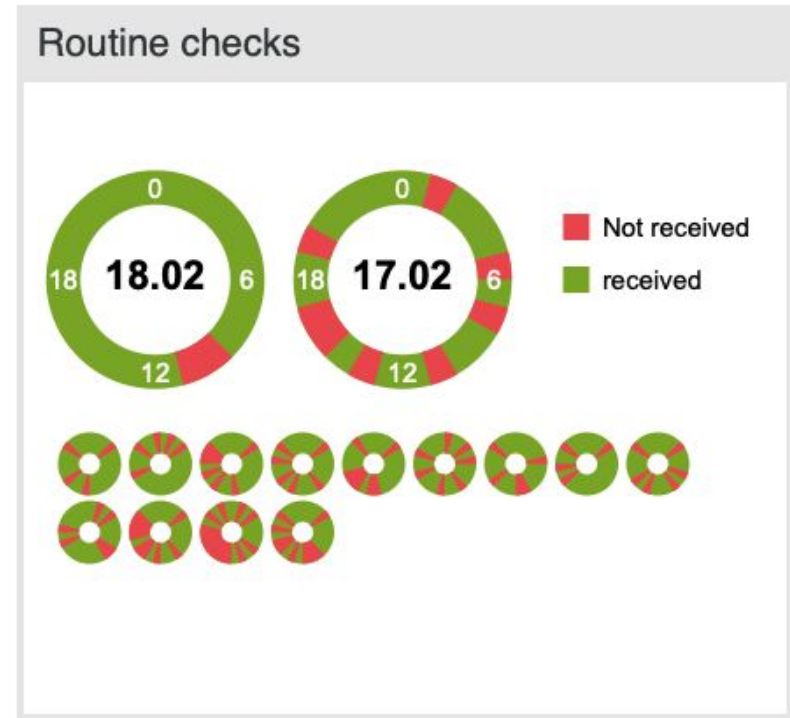 Routine checks
0
18 18.02 6
12
0
18 17.02 6
12
Not received
received